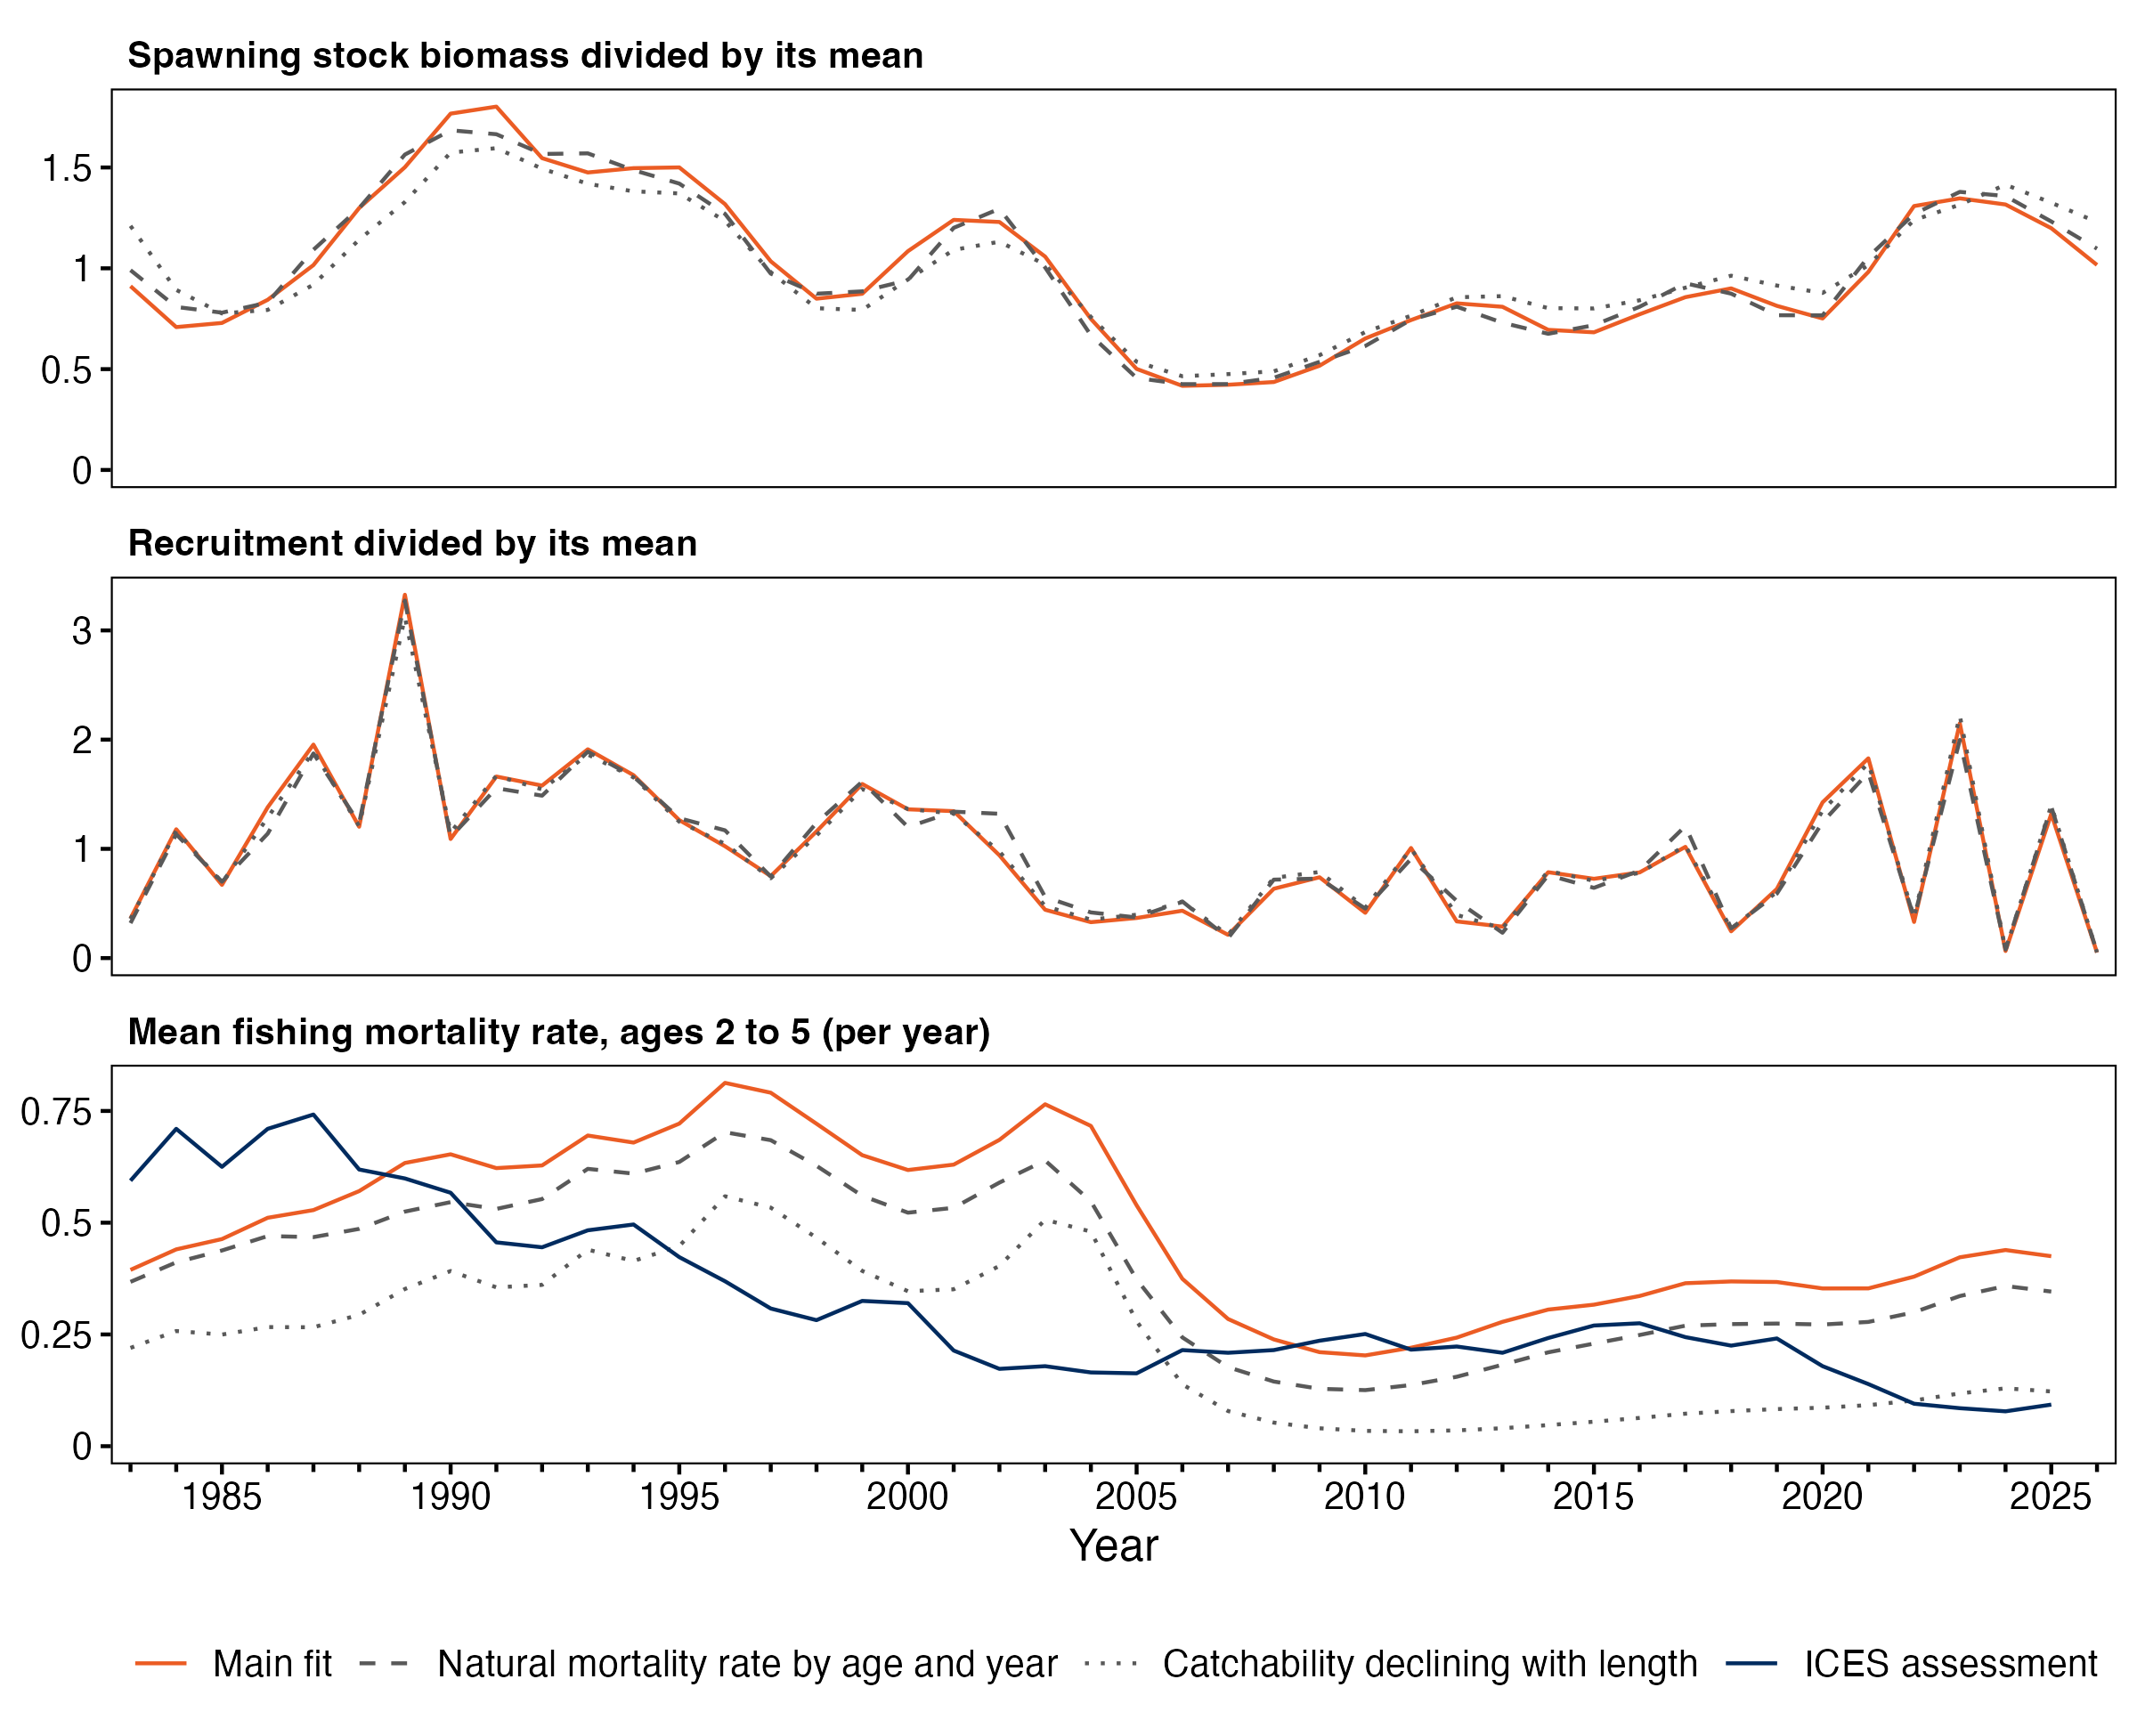 Spawning stock biomass divided by its mean
1.5
1
0.5
0
Recruitment divided by its mean
3
2
1
0
Mean fishing mortality rate, ages 2 to 5 (per year)
0.75
0.5
0.25
0
1985 1990 1995 2000 2005 2010 2015 2020 2025
Year
Main fit Natural mortality rate by age and year Catchability declining with length ICES assessment